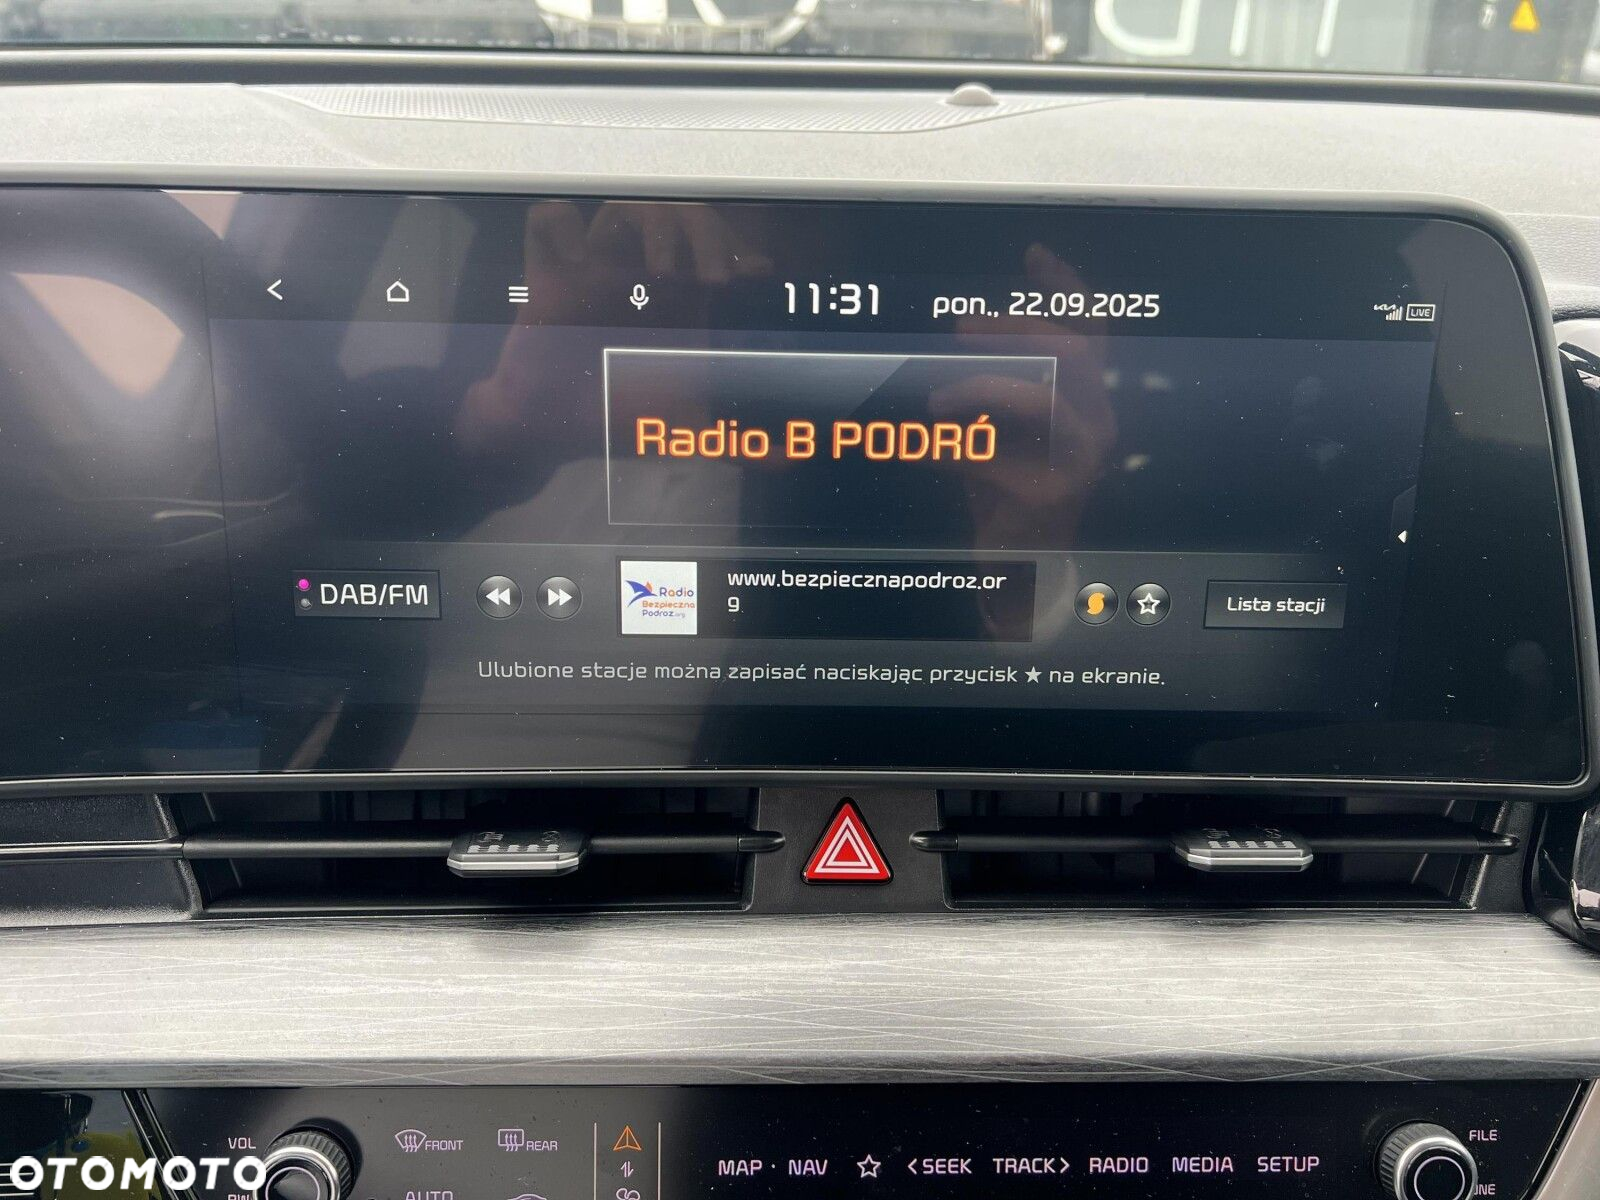 11:31 pon., 22.09.2025
LIVE
Radio B PODRÓ
DAB/FM
Radio
Bezpieczna
Podroz.org
www.bezpiecznapodroz.or
g
Lista stacji
Ulubione stacje można zapisać naciskając przycisk ★ na ekranie.
VOL
FRONT
REAR
AUTO
MAP · NAV ☆ <SEEK TRACK> RADIO MEDIA SETUP
FILE
OTOMOTO